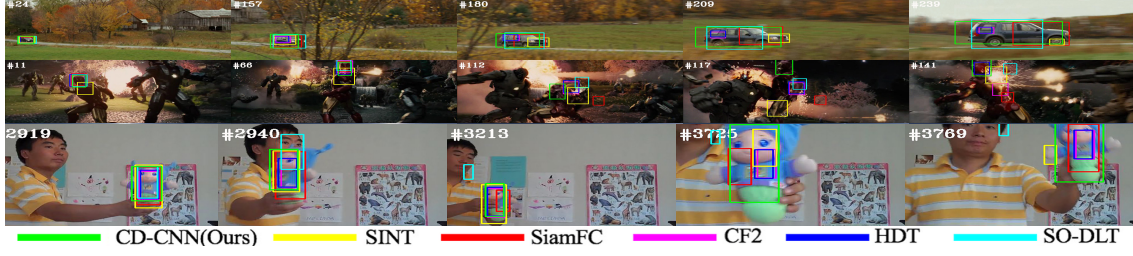 #24 #157 #180 #209 #239
#11 #66 #112 #117 #141
2919 #2940 #3213 #3725 #3769
CD-CNN(Ours) SINT SiamFC CF2 HDT SO-DLT